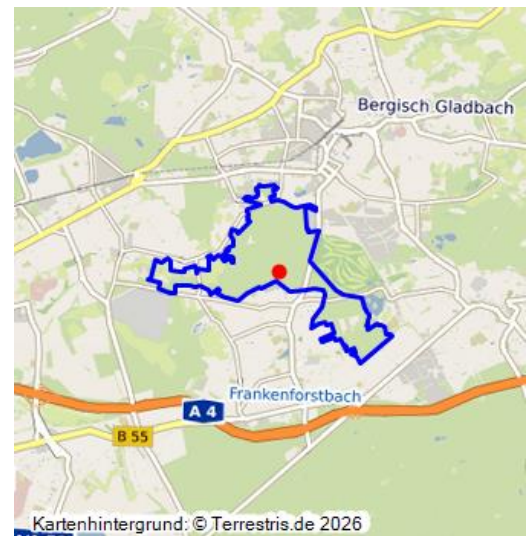 Bergisch Gladbach
Frankenforstbach
A 4
B 55
Kartenhintergrund: © Terrestris.de 2026